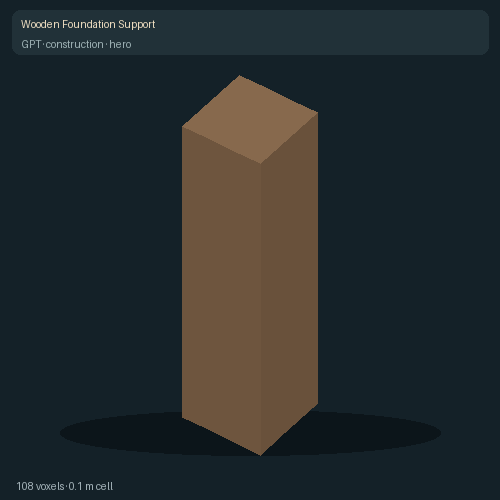 Wooden Foundation Support
GPT · construction · hero
108 voxels · 0.1 m cell